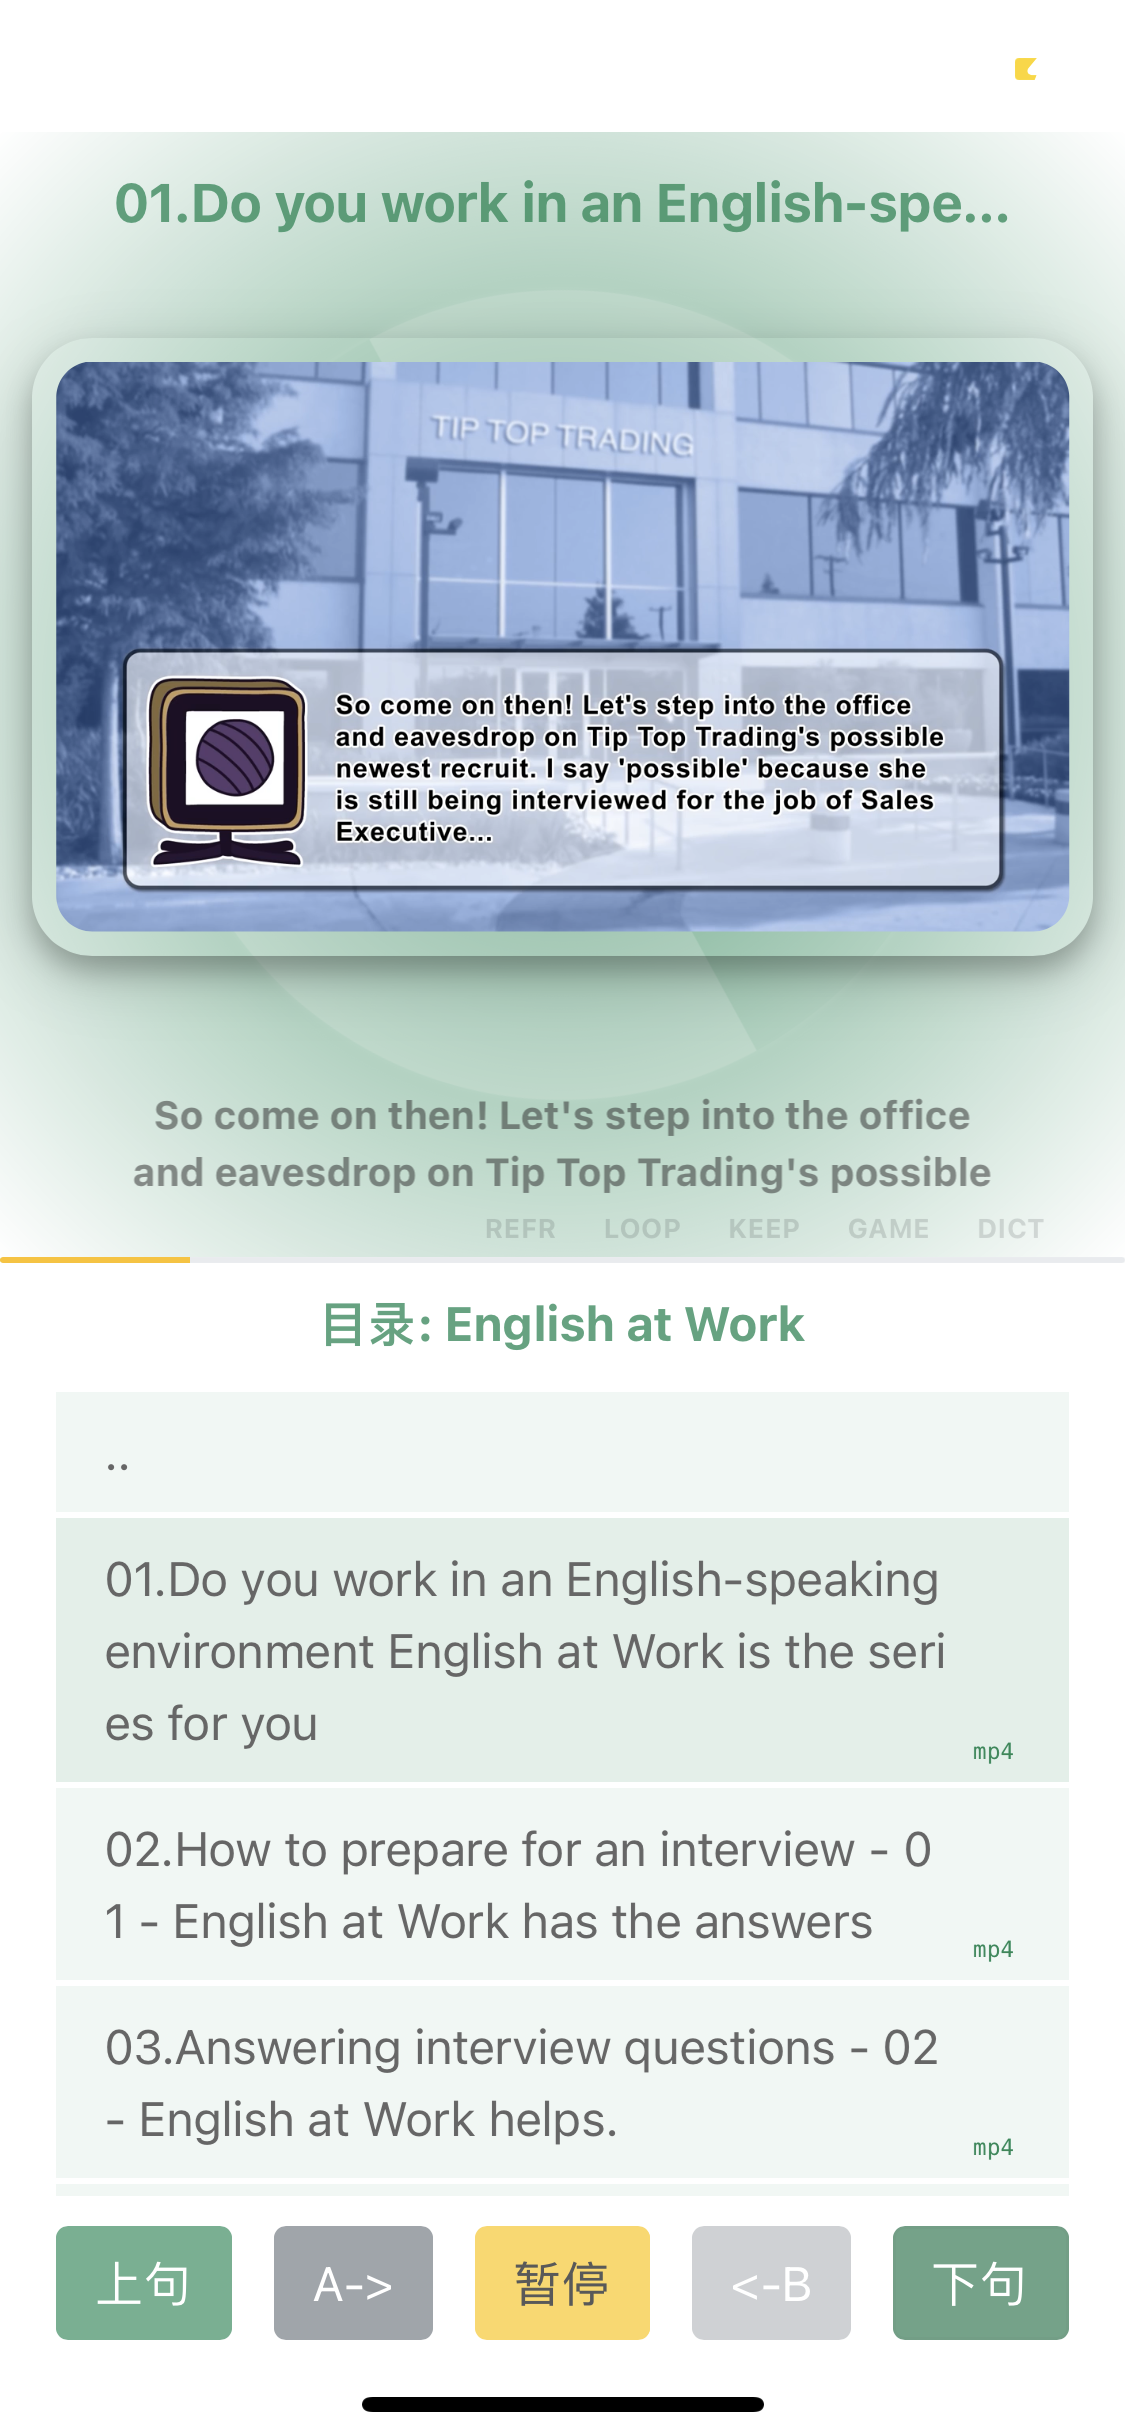 01.Do you work in an English-spe...
TIP TOP TRADING
So come on then! Let's step into the office
and eavesdrop on Tip Top Trading's possible
newest recruit. I say 'possible' because she
is still being interviewed for the job of Sales
Executive...
So come on then! Let's step into the office
and eavesdrop on Tip Top Trading's possible
REFR LOOP KEEP GAME DICT
目录: English at Work
..
01.Do you work in an English-speaking
environment English at Work is the seri
es for you
mp4
02.How to prepare for an interview - 0
1 - English at Work has the answers
mp4
03.Answering interview questions - 02
- English at Work helps.
mp4
上句 A-> 暂停 <-B 下句